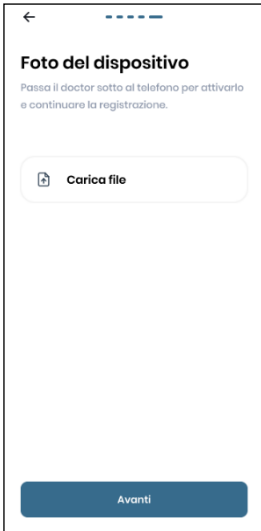 Foto del dispositivo
Passa il doctor sotto al telefono per attivarlo
e continuare la registrazione.
Carica file
Avanti